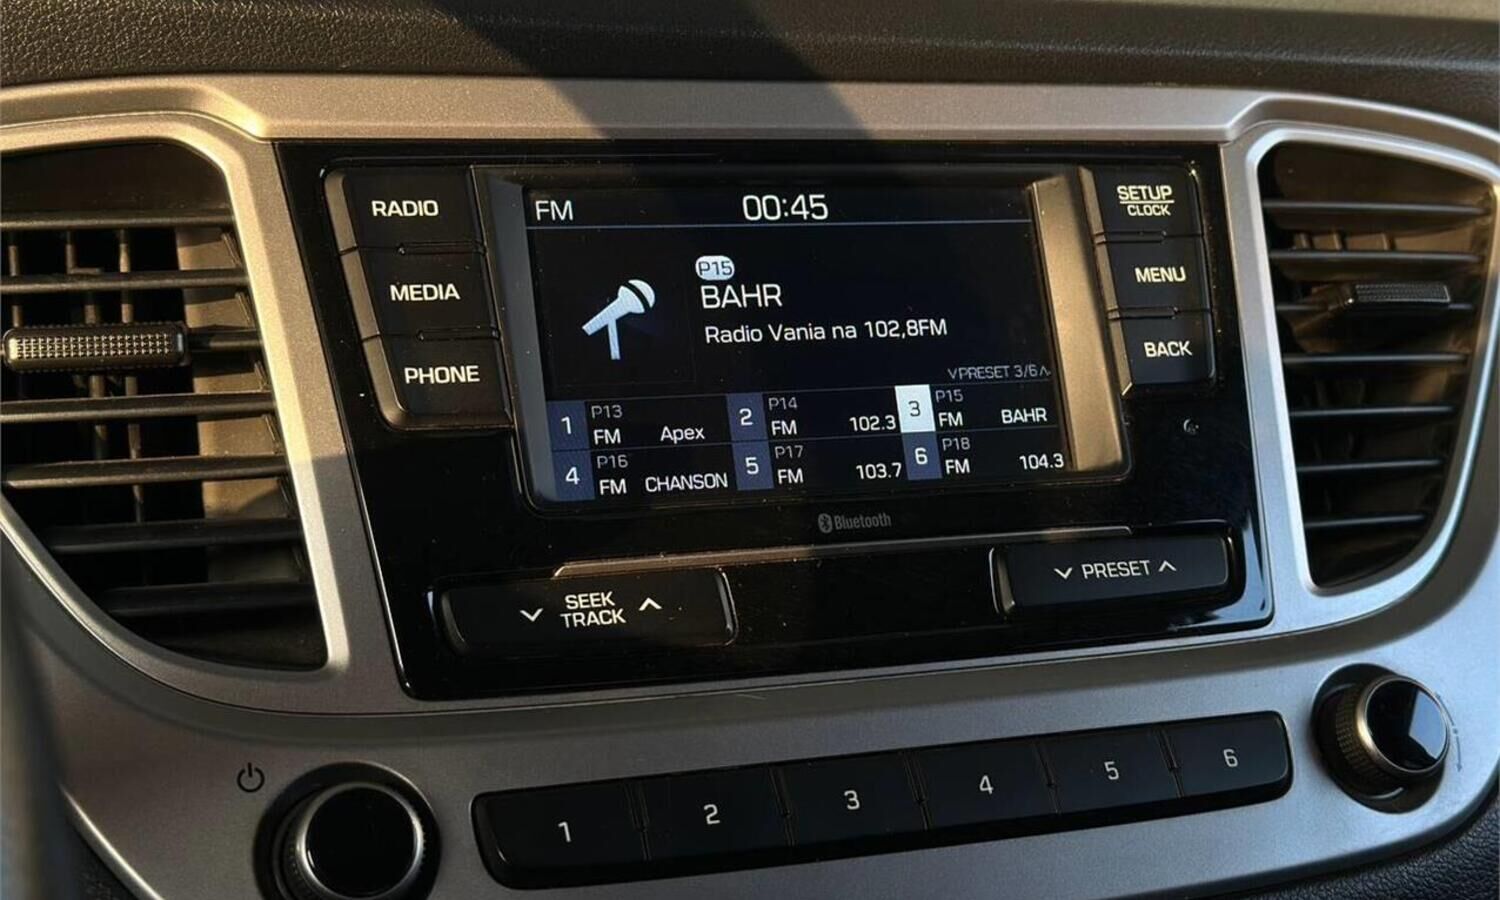 RADIO
MEDIA
PHONE
FM 00:45
P15
BAHR
Radio Vania na 102,8FM
PRESET 3/6
1 P13 FM Apex
2 P14 FM 102.3
3 P15 FM BAHR
4 P16 FM CHANSON
5 P17 FM 103.7
6 P18 FM 104.3
SETUP
CLOCK
MENU
BACK
Bluetooth
SEEK
TRACK
PRESET
1 2 3 4 5 6